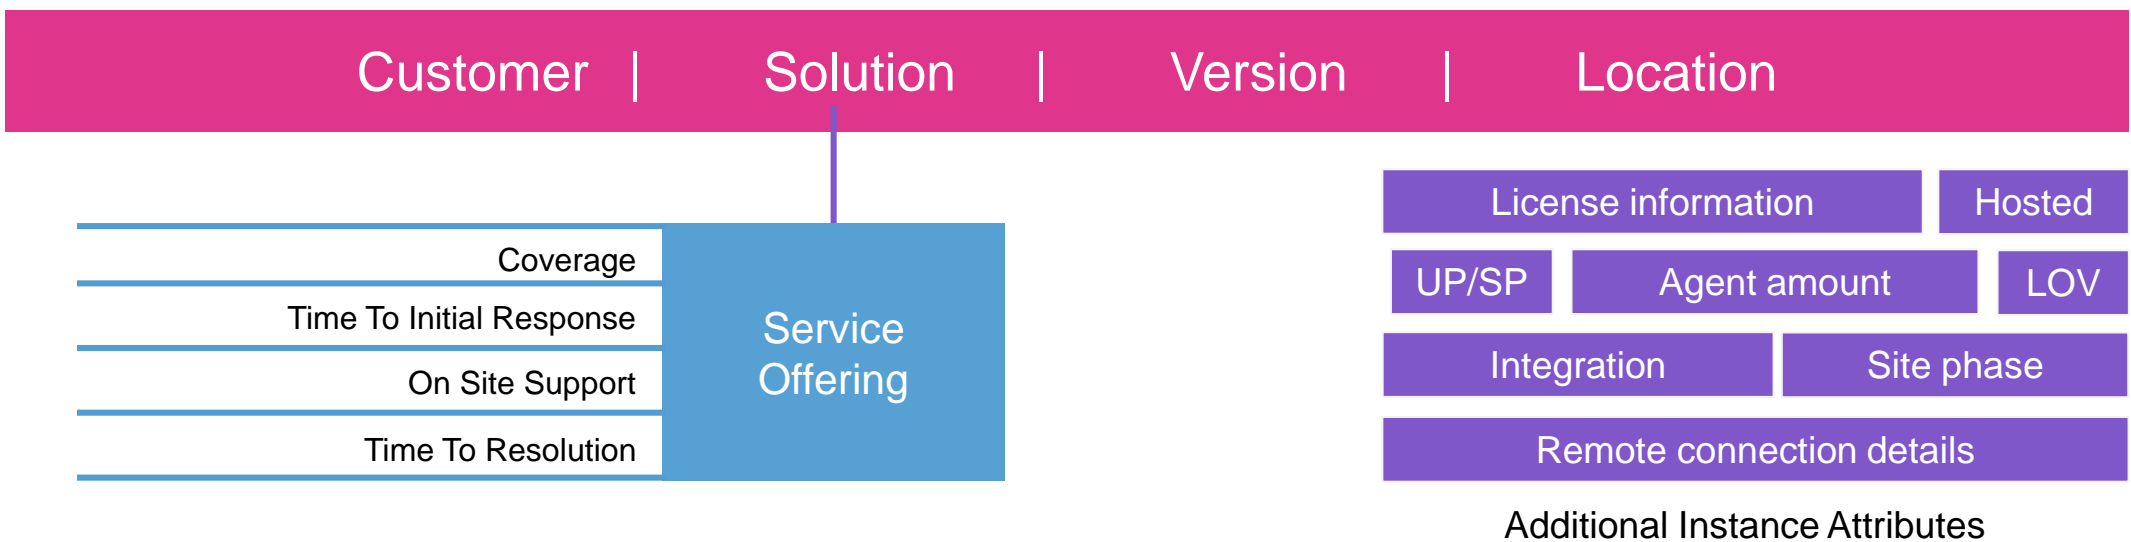 Customer | Solution | Version | Location
Coverage
Time To Initial Response
On Site Support
Time To Resolution
Service
Offering
License information
Hosted
UP/SP
Agent amount
LOV
Integration
Site phase
Remote connection details
Additional Instance Attributes